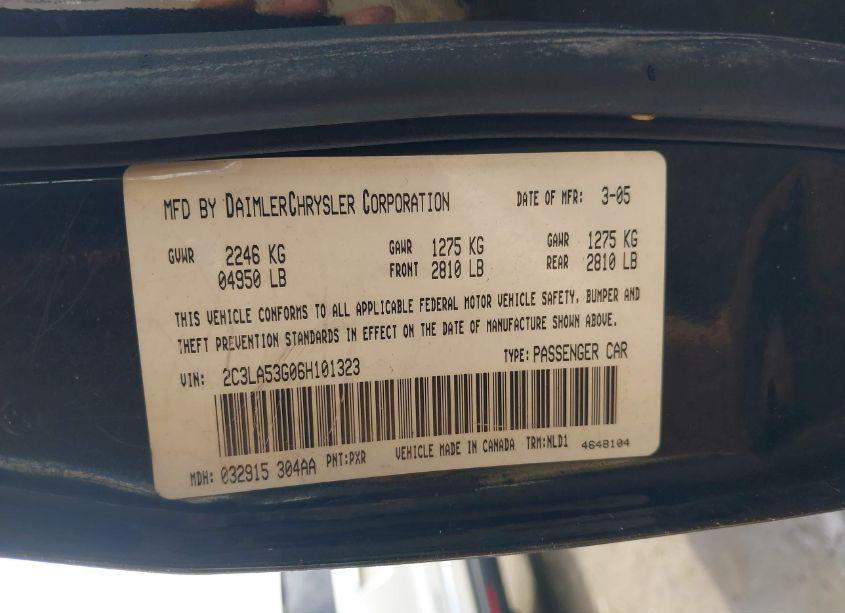 MFD BY DAIMLERCHRYSLER CORPORATION DATE OF MFR: 3-05
GVWR 2246 KG GAWR 1275 KG GAWR 1275 KG
04950 LB FRONT 2810 LB REAR 2810 LB
THIS VEHICLE CONFORMS TO ALL APPLICABLE FEDERAL MOTOR VEHICLE SAFETY, BUMPER AND
THEFT PREVENTION STANDARDS IN EFFECT ON THE DATE OF MANUFACTURE SHOWN ABOVE.
VIN: 2C3LA53G06H101323 TYPE: PASSENGER CAR
MDH: 032915 304AA PNT:PXR VEHICLE MADE IN CANADA TRM:NLD1 4648104